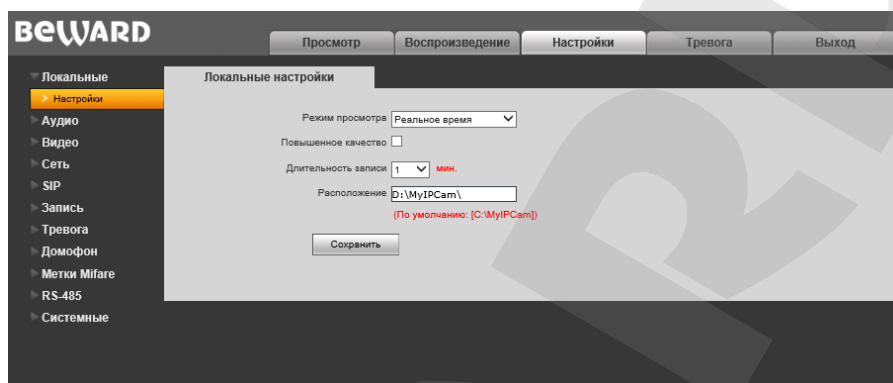 BEWARD
Просмотр Воспроизведение Настройки Тревога Выход
Локальные
Настройки
Аудио
Видео
Сеть
SIP
Запись
Тревога
Домофон
Метки Mifare
RS-485
Системные
Локальные настройки
Режим просмотра Реальное время
Повышенное качество
Длительность записи 1 мин.
Расположение D:\MyIPCam\
(По умолчанию: [C:\MyIPCam])
Сохранить